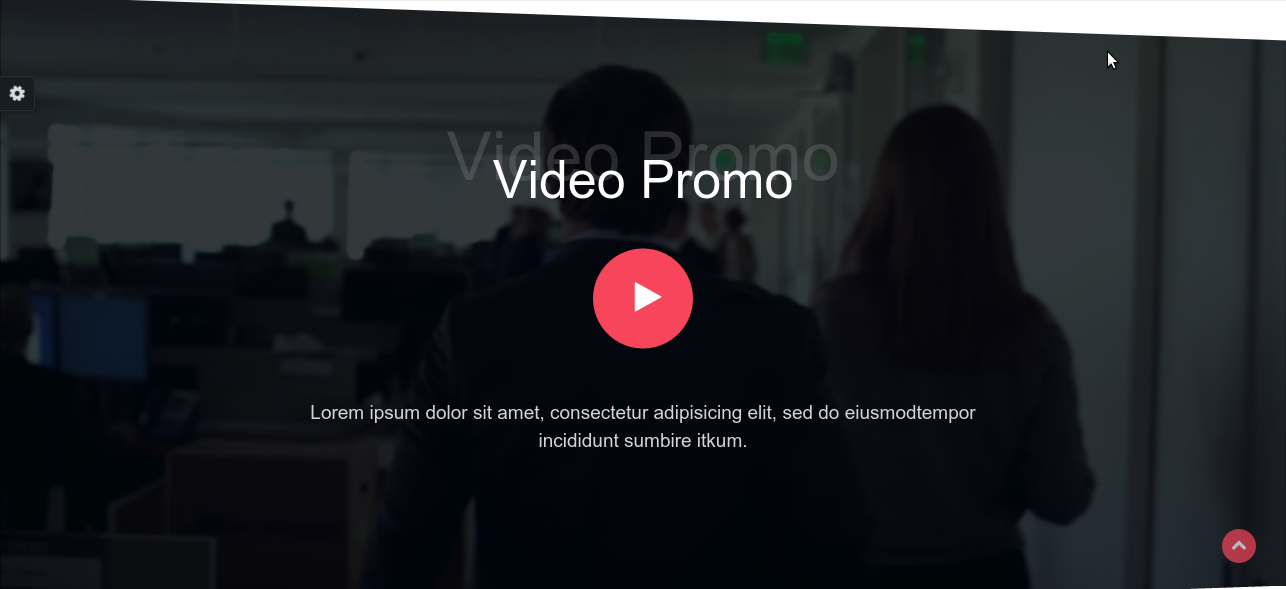 Video Promo
Video Promo
Lorem ipsum dolor sit amet, consectetur adipisicing elit, sed do eiusmodtempor
incididunt sumbire itkum.